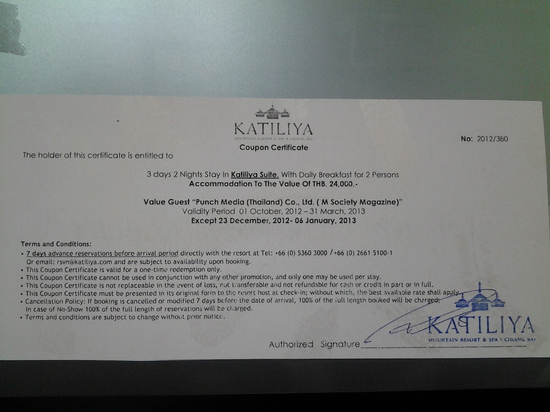 KATILIYA
MOUNTAIN RESORT & SPA • CHIANG RAI
Coupon Certificate
No: 2012/380
The holder of this certificate is entitled to
3 days 2 Nights Stay In Katiliya Suite. With Daily Breakfast for 2 Persons
Accommodation To The Value Of THB. 24,000.-
Value Guest "Punch Media (Thailand) Co., Ltd. ( M Society Magazine)"
Validity Period 01 October, 2012 – 31 March, 2013
Except 23 December, 2012- 06 January, 2013
Terms and Conditions:
• 7 days advance reservations before arrival period directly with the resort at Tel: +66 (0) 5360 3000 /+66 (0) 2661 5100-1
Or email: rsvn@katiliya.com and are subject to availability upon booking.
• This Coupon Certificate is valid for a one-time redemption only.
• This Coupon Certificate cannot be used in conjunction with any other promotion, and only one may be used per stay.
• This Coupon Certificate is not replaceable in the event of loss, not transferable and not refundable for cash or credit in part or in full.
• This Coupon Certificate must be presented in its original form to the resort host at check-in; without which, the best available rate shall apply.
• Cancellation Policy: If booking is cancelled or modified 7 days before the date of arrival, 100% of the full length booked will be charged.
In case of No-Show 100% of the full length of reservations will be charged.
• Terms and conditions are subject to change without prior notice.
KATILIYA
MOUNTAIN RESORT & SPA • CHIANG RAI
Authorized Signature